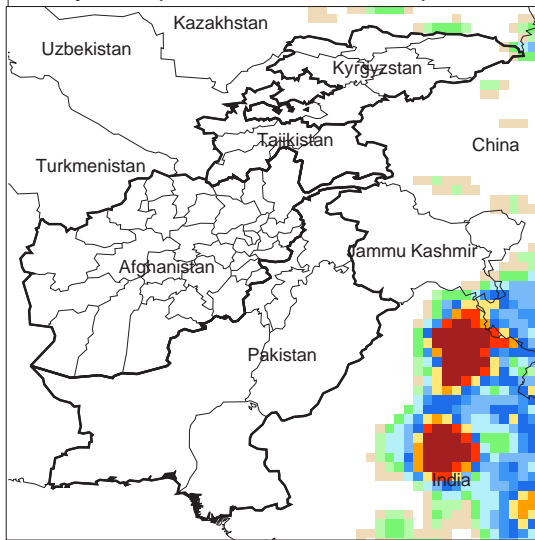 Kazakhstan
Uzbekistan
Kyrgyzstan
Tajikistan
China
Turkmenistan
Jammu Kashmir
Afghanistan
Pakistan
India